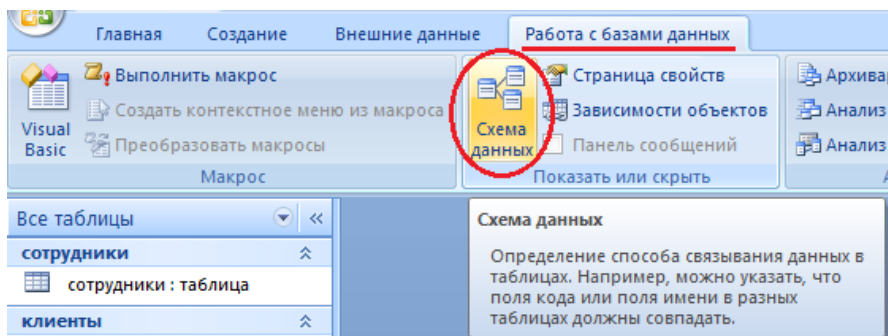 Главная Создание Внешние данные Работа с базами данных
Visual Basic
Выполнить макрос
Создать контекстное меню из макроса
Преобразовать макросы
Макрос
Схема данных
Страница свойств
Зависимости объектов
Панель сообщений
Показать или скрыть
Архива
Анализ
Анализ
Все таблицы
сотрудники
сотрудники : таблица
клиенты
Схема данных
Определение способа связывания данных в
таблицах. Например, можно указать, что
поля кода или поля имени в разных
таблицах должны совпадать.